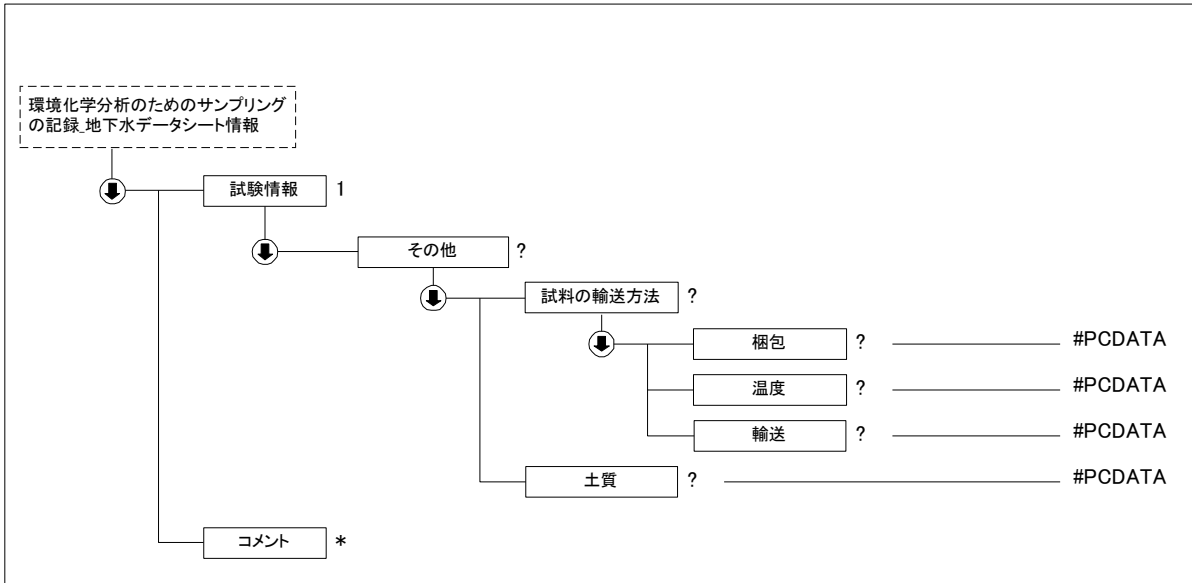 環境化学分析のためのサンプリング
の記録_地下水データシート情報
試験情報 1
その他 ?
試料の輸送方法 ?
梱包 ? #PCDATA
温度 ? #PCDATA
輸送 ? #PCDATA
土質 ? #PCDATA
コメント *